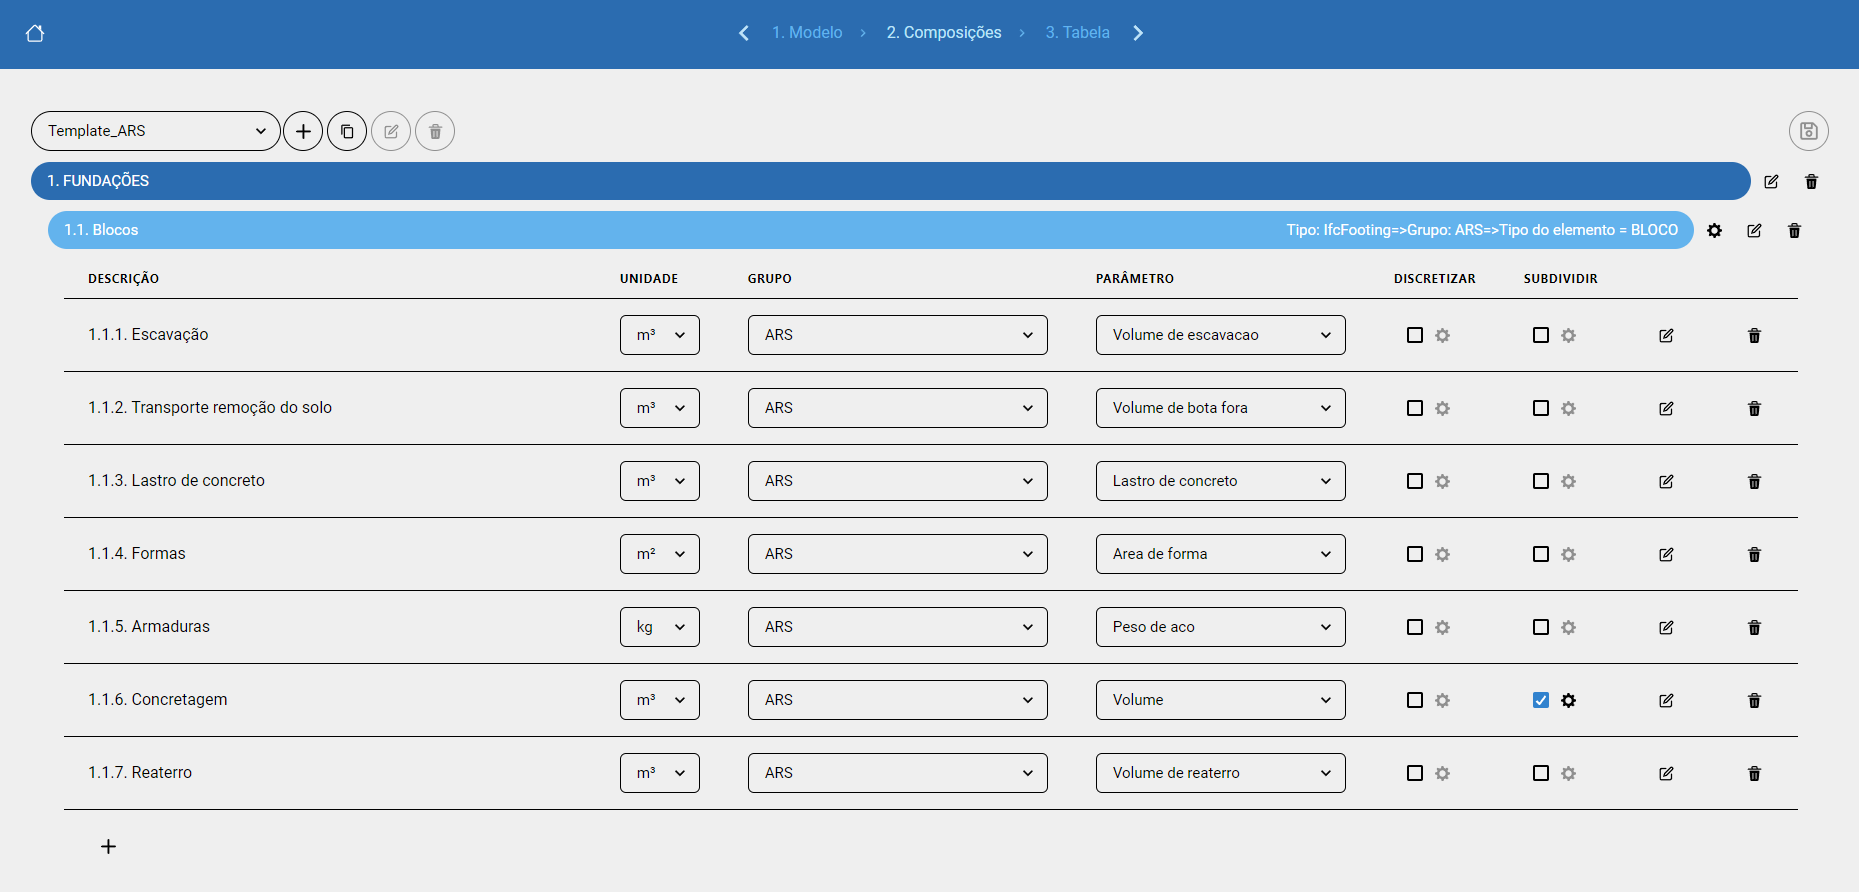 1. Modelo > 2. Composições > 3. Tabela
Template_ARS
1. FUNDAÇÕES
1.1. Blocos Tipo: IfcFooting=>Grupo: ARS=>Tipo do elemento = BLOCO
DESCRIÇÃO UNIDADE GRUPO PARÂMETRO DISCRETIZAR SUBDIVIDIR
1.1.1. Escavação m³ ARS Volume de escavacao
1.1.2. Transporte remoção do solo m³ ARS Volume de bota fora
1.1.3. Lastro de concreto m³ ARS Lastro de concreto
1.1.4. Formas m² ARS Area de forma
1.1.5. Armaduras kg ARS Peso de aco
1.1.6. Concretagem m³ ARS Volume
1.1.7. Reaterro m³ ARS Volume de reaterro